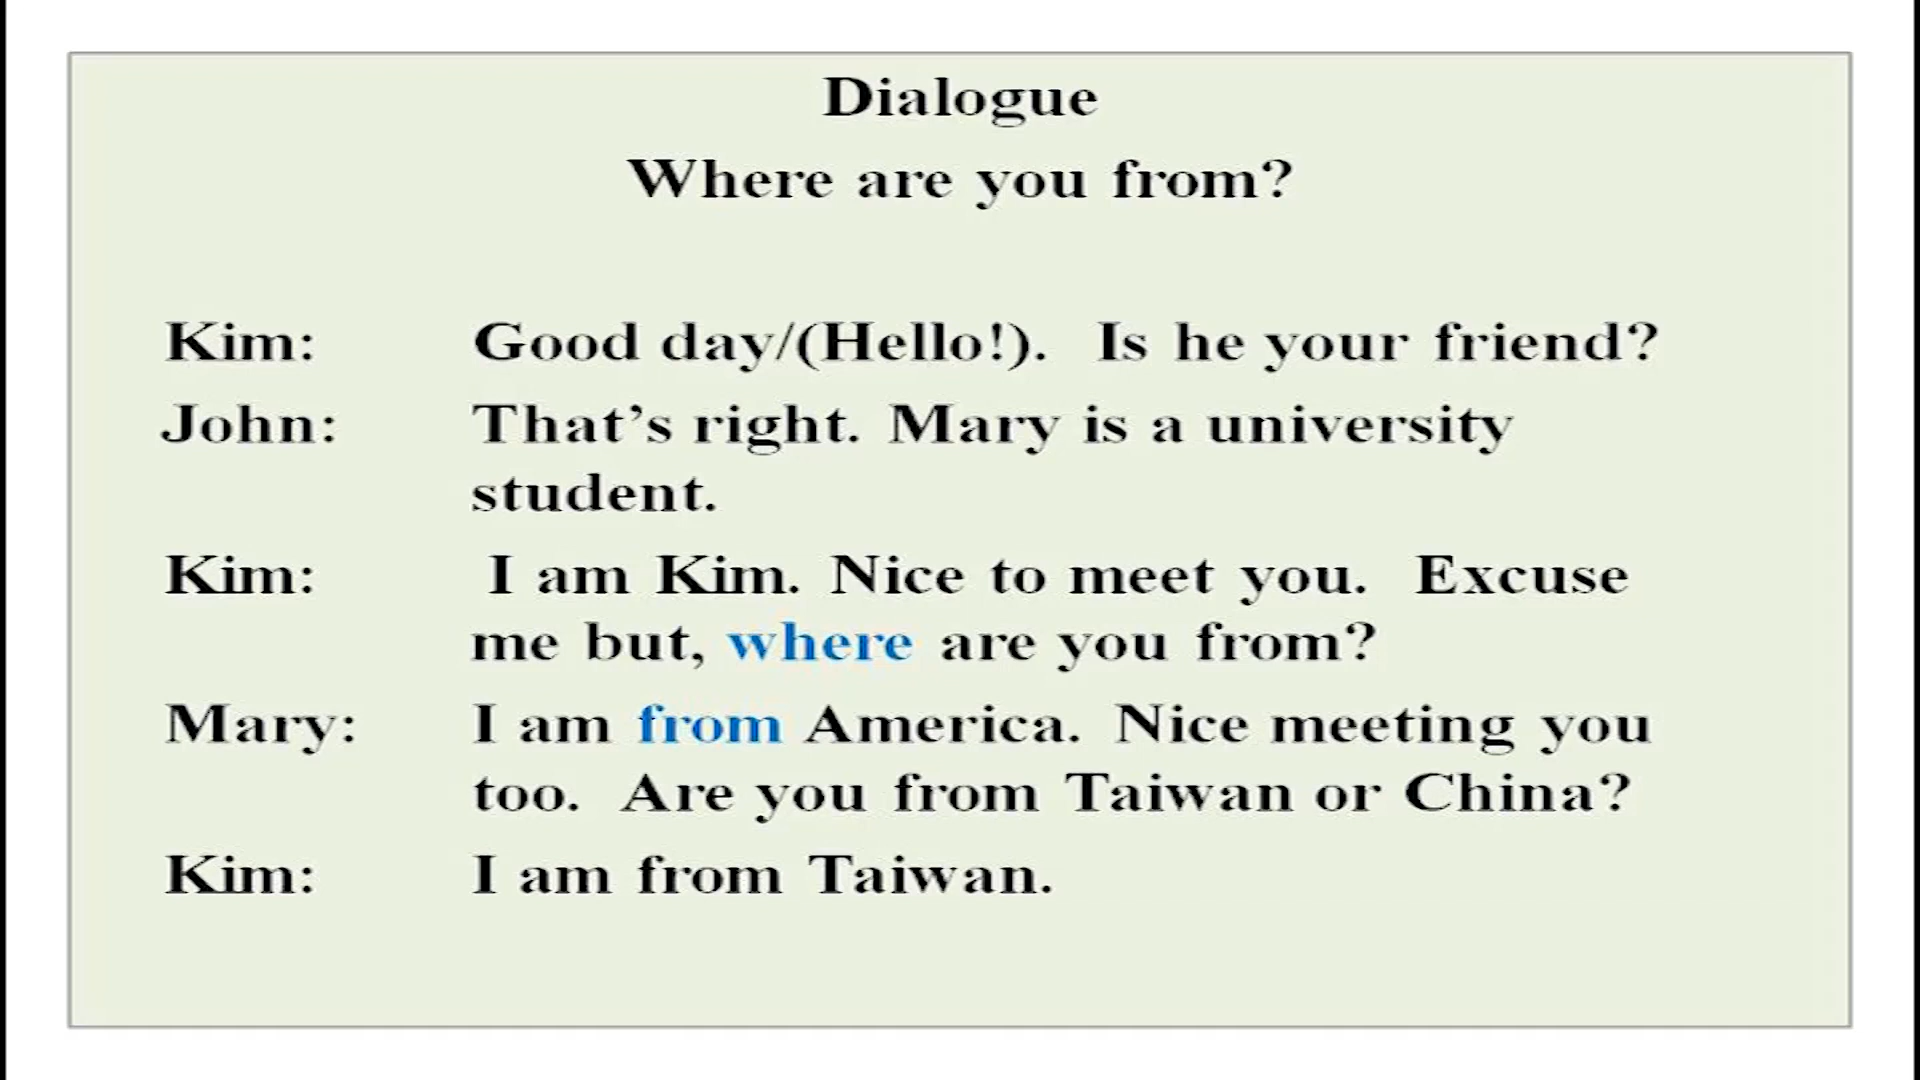 Dialogue
Where are you from?
Kim: Good day/(Hello!). Is he your friend?
John: That’s right. Mary is a university
student.
Kim: I am Kim. Nice to meet you. Excuse
me but, where are you from?
Mary: I am from America. Nice meeting you
too. Are you from Taiwan or China?
Kim: I am from Taiwan.